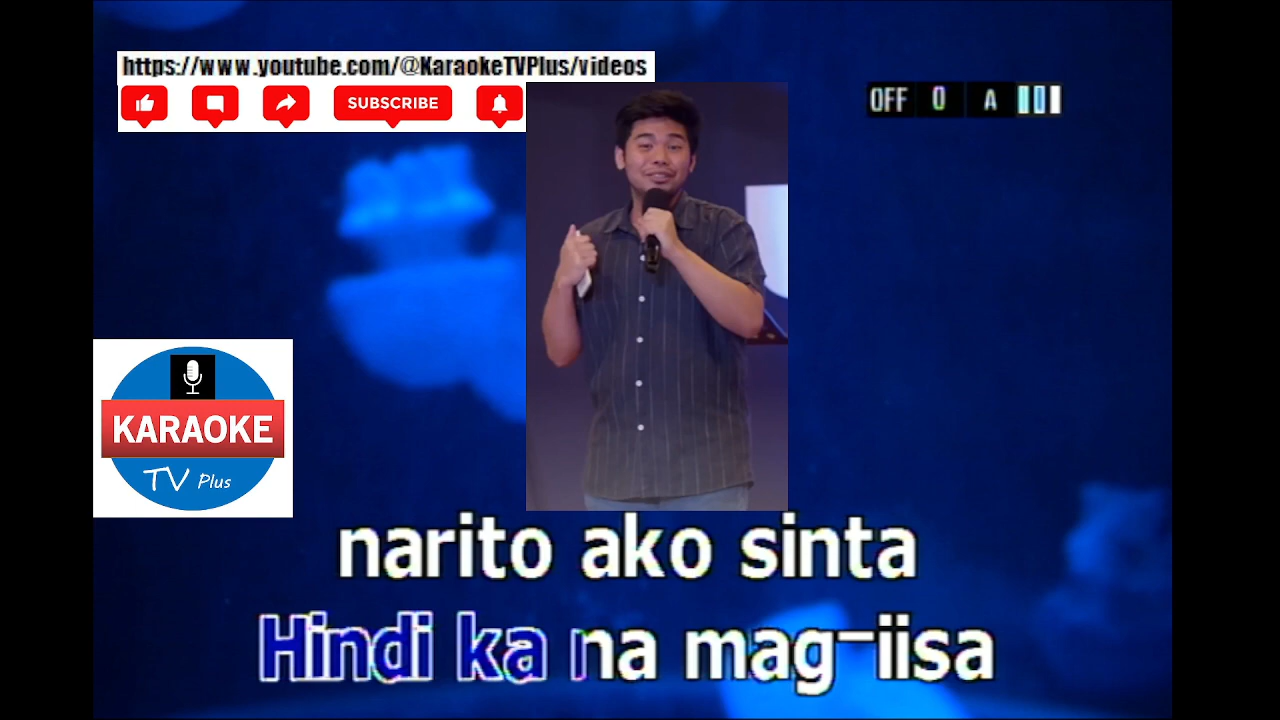 https://www.youtube.com/@KaraokeTVPlus/videos
SUBSCRIBE
OFF 0 A
KARAOKE
TV Plus
narito ako sinta
Hindi ka na mag-iisa